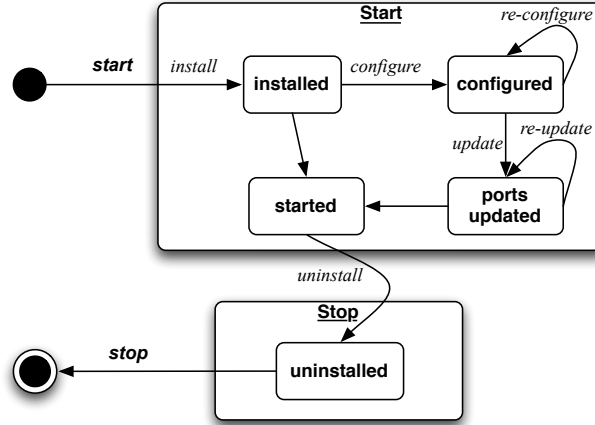 Start
re-configure
start
install
installed
configure
configured
update
re-update
started
ports
updated
uninstall
Stop
stop
uninstalled